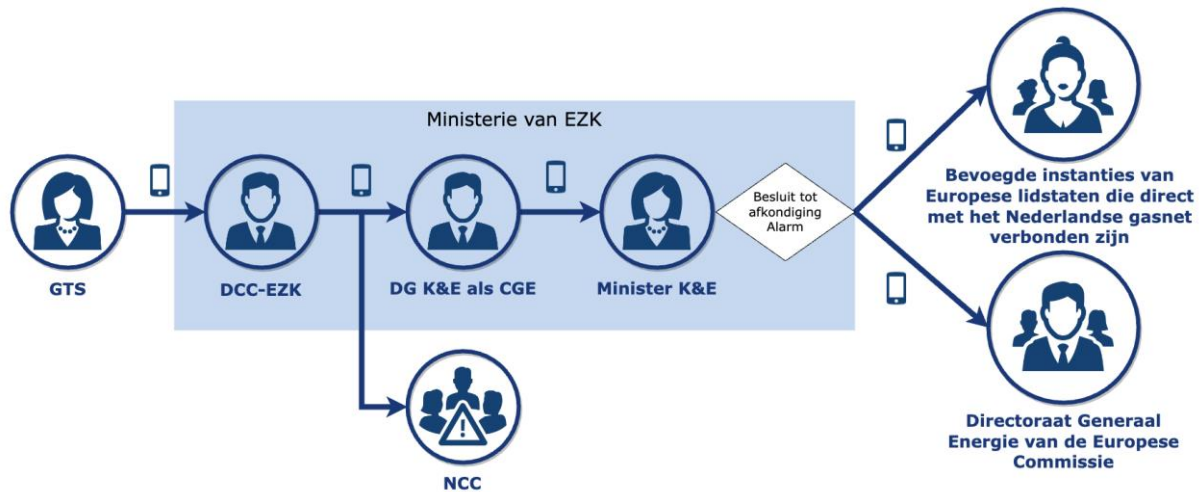 Ministerie van EZK
GTS
DCC-EZK
DG K&E als CGE
Minister K&E
Besluit tot
afkondiging
Alarm
Bevoegde instanties van
Europese lidstaten die direct
met het Nederlandse gasnet
verbonden zijn
Directoraat Generaal
Energie van de Europese
Commissie
NCC